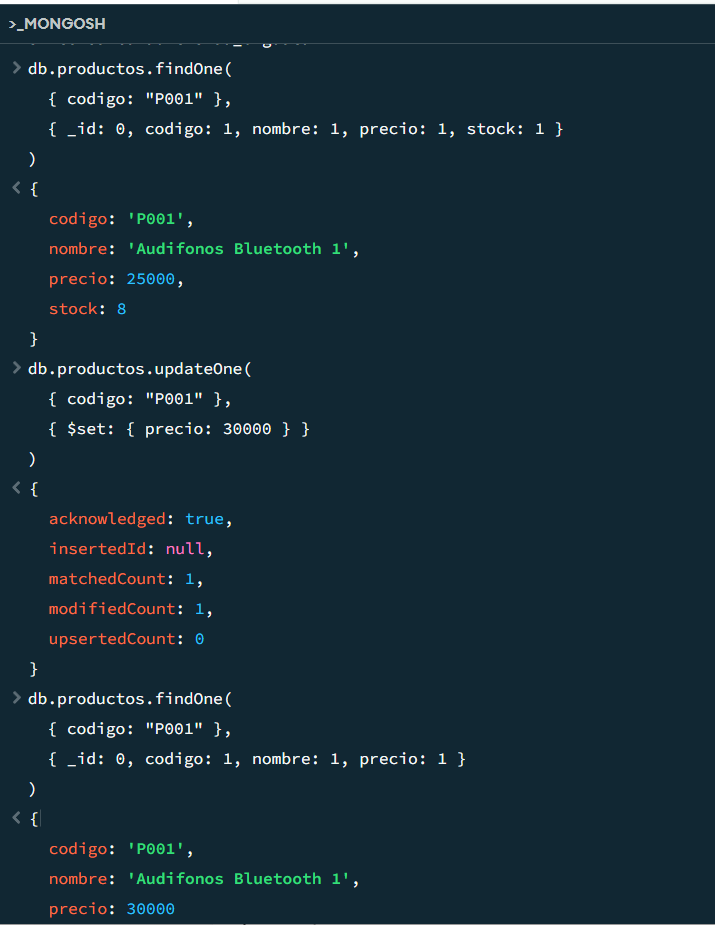 >_MONGOSH
> db.productos.findOne(
{ codigo: "P001" },
{ _id: 0, codigo: 1, nombre: 1, precio: 1, stock: 1 }
)
< {
codigo: 'P001',
nombre: 'Audifonos Bluetooth 1',
precio: 25000,
stock: 8
}
> db.productos.updateOne(
{ codigo: "P001" },
{ $set: { precio: 30000 } }
)
< {
acknowledged: true,
insertedId: null,
matchedCount: 1,
modifiedCount: 1,
upsertedCount: 0
}
> db.productos.findOne(
{ codigo: "P001" },
{ _id: 0, codigo: 1, nombre: 1, precio: 1 }
)
< {
codigo: 'P001',
nombre: 'Audifonos Bluetooth 1',
precio: 30000